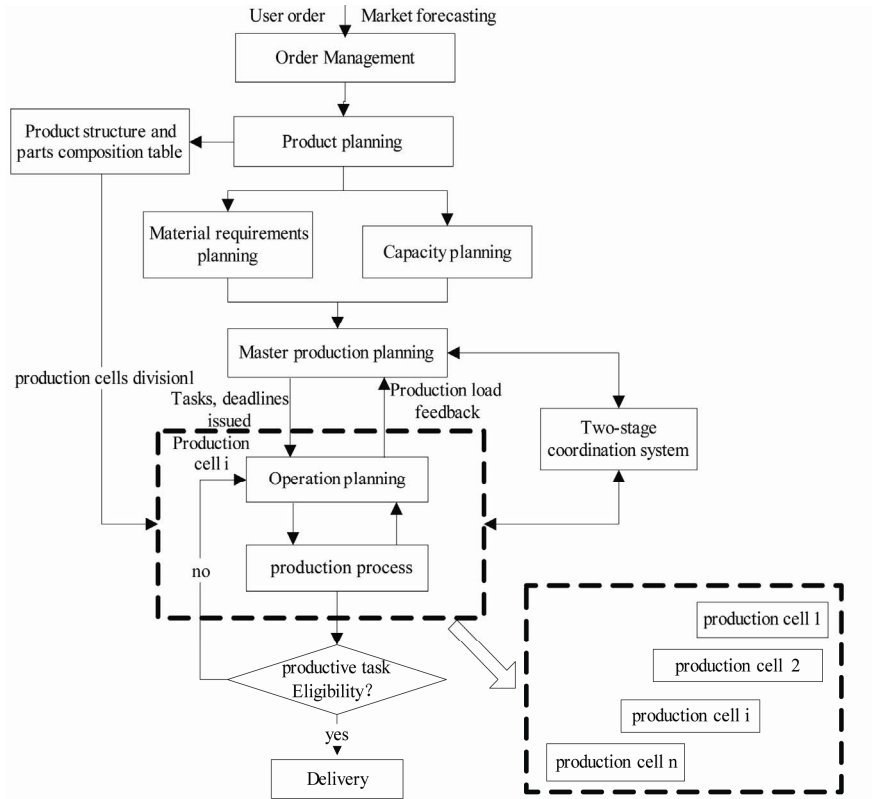 User order
Market forecasting
Order Management
Product structure and
parts composition table
Product planning
Material requirements
planning
Capacity planning
Master production planning
production cells divisionl
Tasks, deadlines
issued
Production load
feedback
Two-stage
coordination system
Production
cell i
Operation planning
production process
no
production cell 1
production cell 2
production cell i
production cell n
productive task
Eligibility?
yes
Delivery